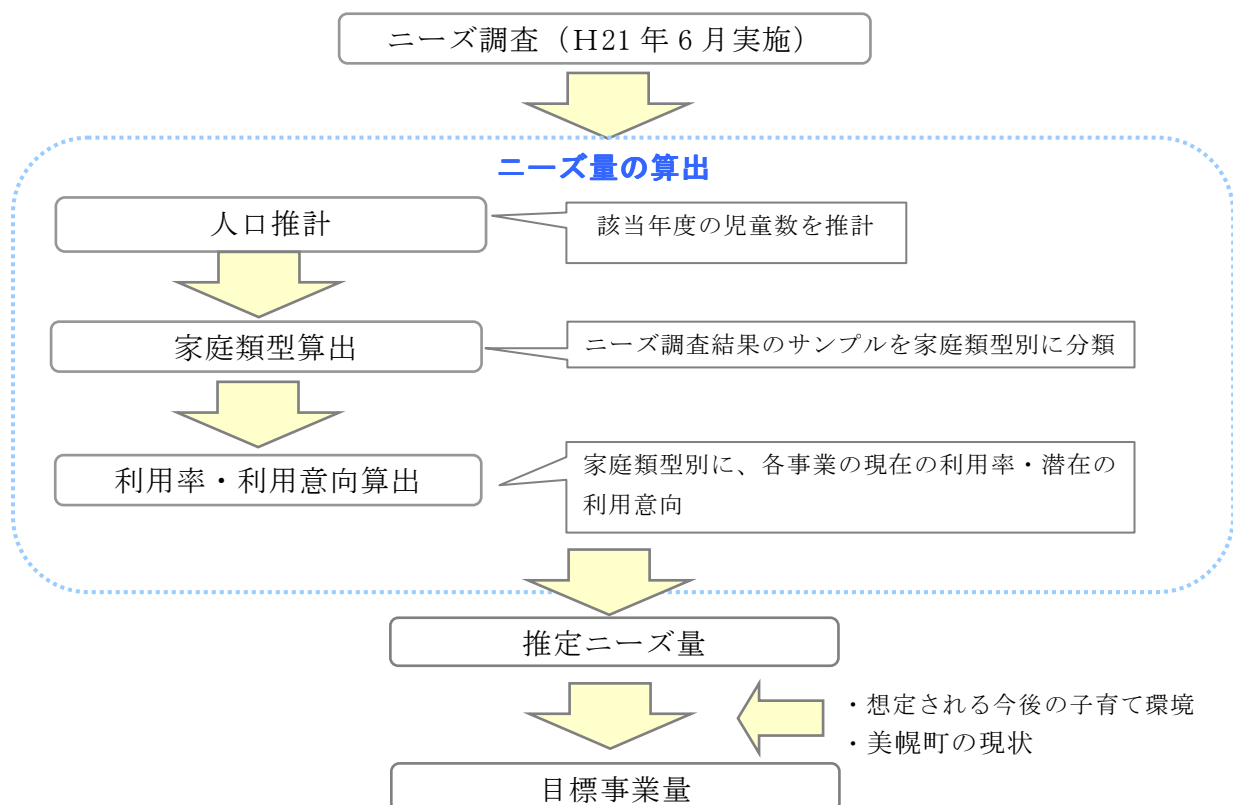 ニーズ調査（H21 年 6 月実施）
ニーズ量の算出
人口推計
該当年度の児童数を推計
家庭類型算出
ニーズ調査結果のサンプルを家庭類型別に分類
利用率・利用意向算出
家庭類型別に、各事業の現在の利用率・潜在の
利用意向
推定ニーズ量
・想定される今後の子育て環境
・美幌町の現状
目標事業量